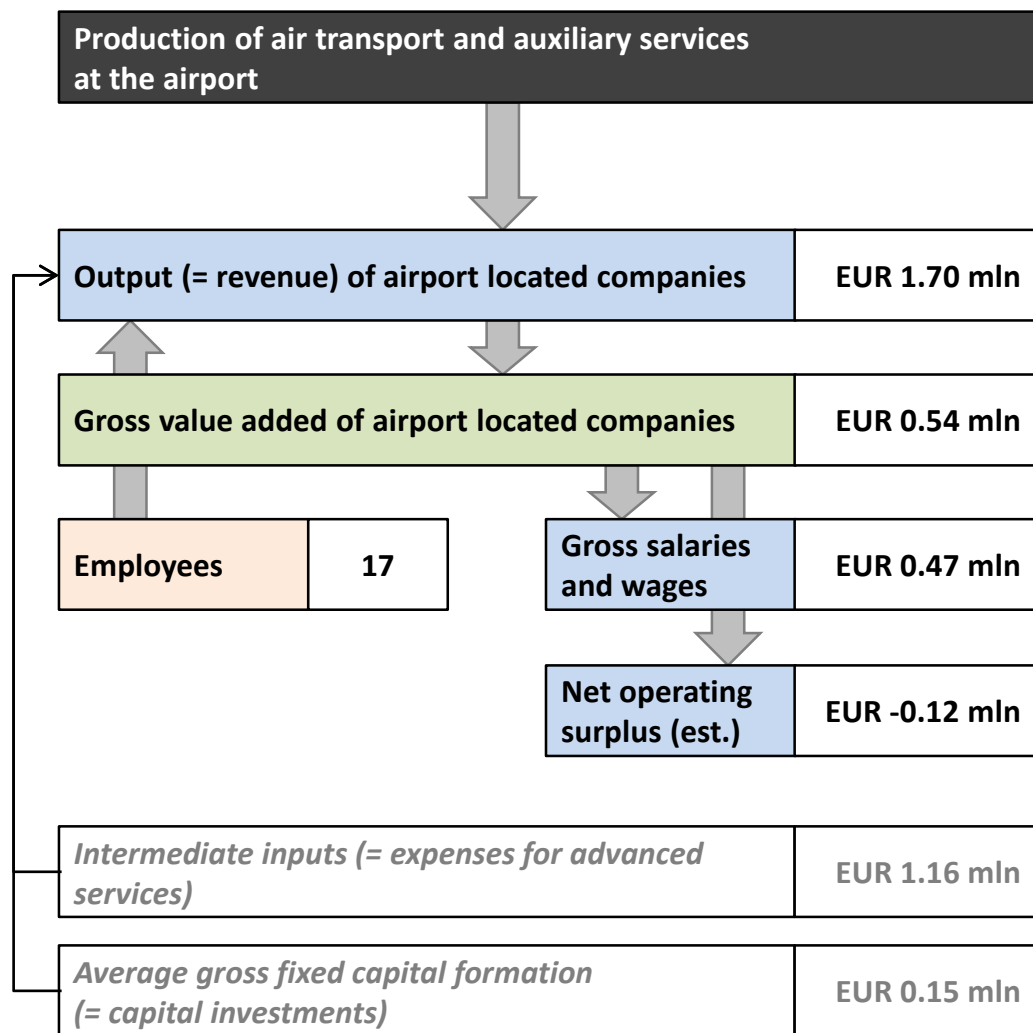 Production of air transport and auxiliary services
at the airport
Output (= revenue) of airport located companies
EUR 1.70 mln
Gross value added of airport located companies
EUR 0.54 mln
Employees
17
Gross salaries
and wages
EUR 0.47 mln
Net operating
surplus (est.)
EUR -0.12 mln
Intermediate inputs (= expenses for advanced
services)
EUR 1.16 mln
Average gross fixed capital formation
(= capital investments)
EUR 0.15 mln